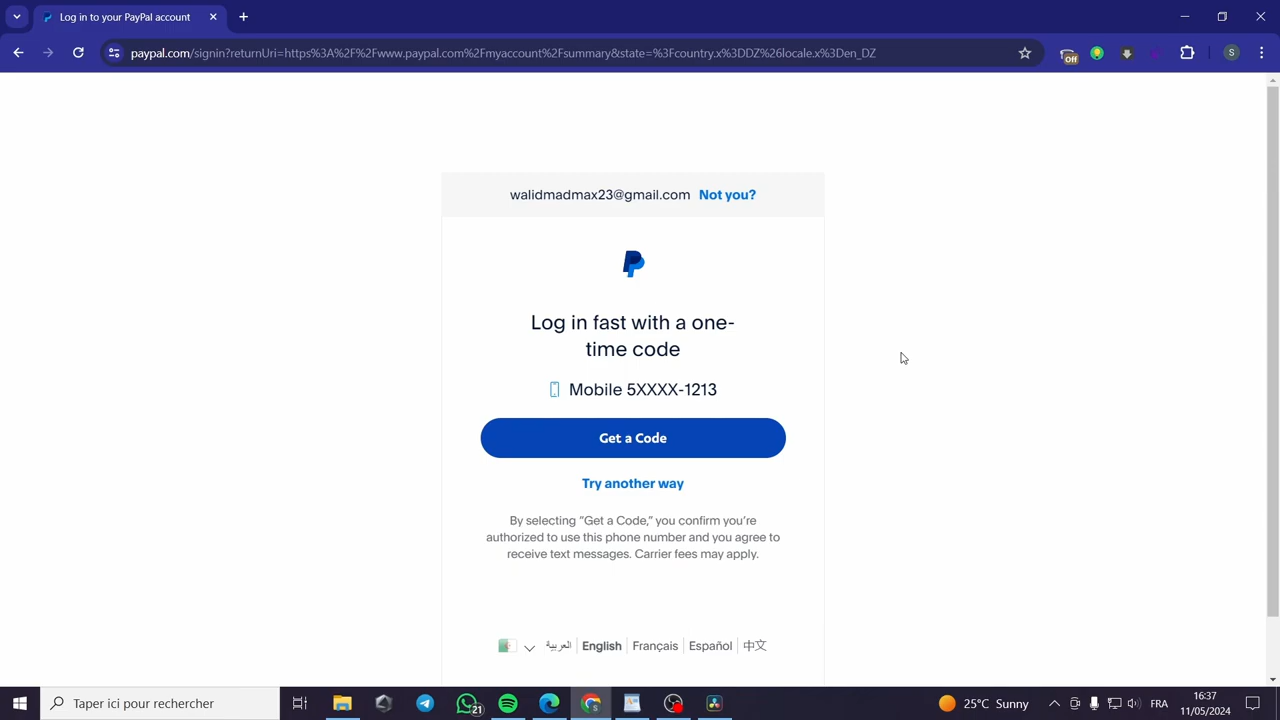 Log in to your PayPal account
paypal.com/signin?returnUri=https%3A%2F%2Fwww.paypal.com%2Fmyaccount%2Fsummary&state=%3Fcountry.x%3DDZ%26locale.x%3Den_DZ
Off
S
walidmadmax23@gmail.com Not you?
Log in fast with a one-
time code
Mobile 5XXXX-1213
Get a Code
Try another way
By selecting “Get a Code,” you confirm you’re
authorized to use this phone number and you agree to
receive text messages. Carrier fees may apply.
العربية English Français Español 中文
Taper ici pour rechercher
21
S
25°C Sunny
FRA
16:37
11/05/2024